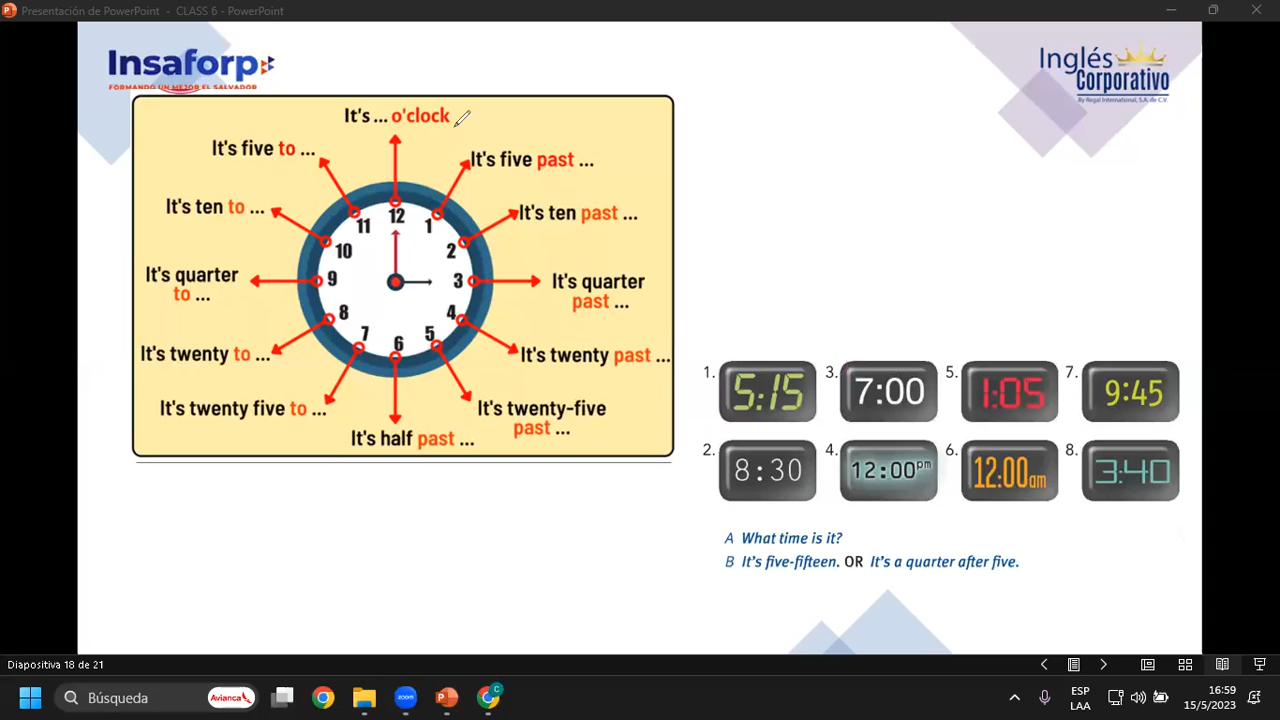 Presentación de PowerPoint - CLASS 6 - PowerPoint
Insaforp
FORMANDO UN MEJOR EL SALVADOR
Inglés
Corporativo
By Regal International, S.A. de C.V.
It's ... o'clock
It's five to ...
It's five past ...
It's ten to ...
It's ten past ...
It's quarter
to ...
It's quarter
past ...
It's twenty to ...
It's twenty past ...
It's twenty five to ...
It's twenty-five
past ...
It's half past ...
12
1
2
3
4
5
6
7
8
9
10
11
1. 5:15
3. 7:00
5. 1:05
7. 9:45
2. 8:30
4. 12:00pm
6. 12:00am
8. 3:40
A What time is it?
B It's five-fifteen. OR It's a quarter after five.
Diapositiva 18 de 21
Búsqueda
Avianca
zoom
C
ESP
LAA
16:59
15/5/2023